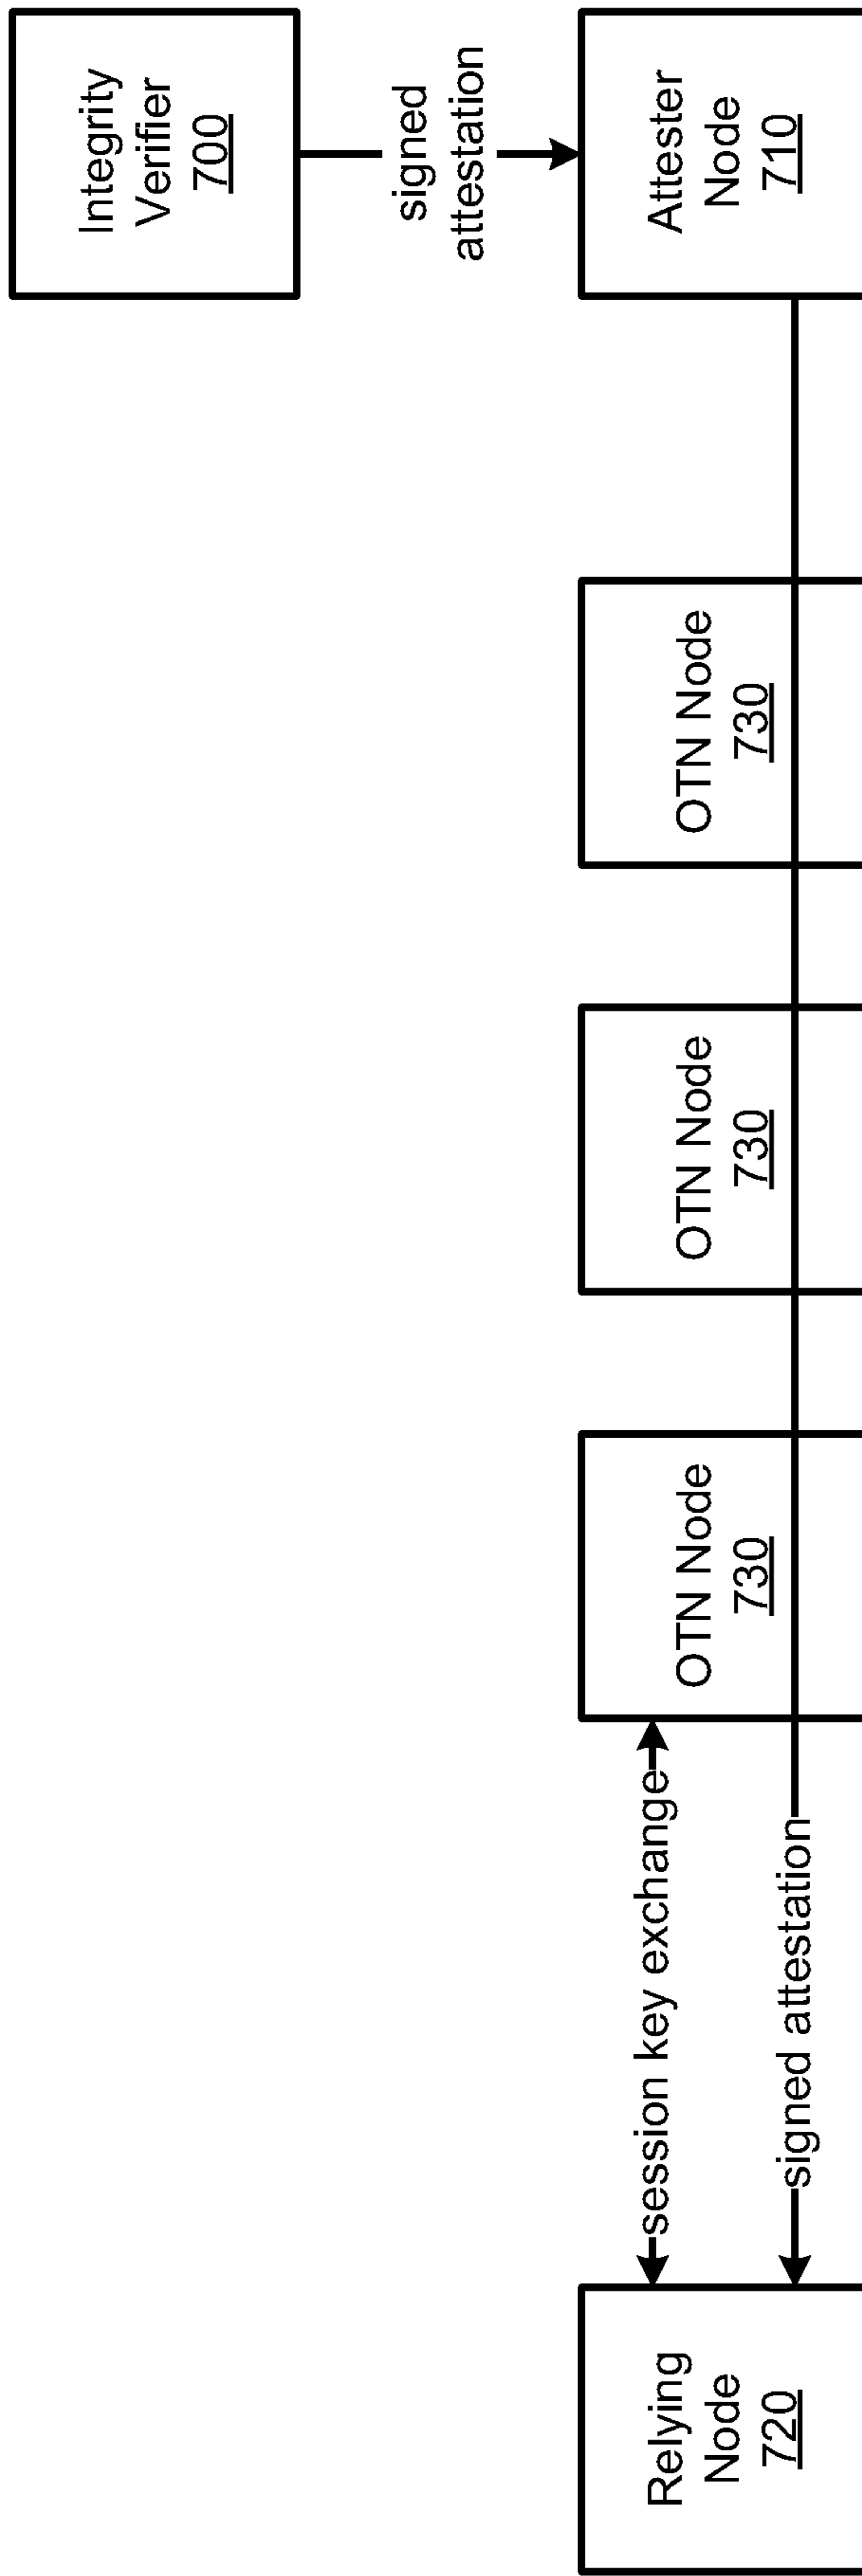 Integrity
Verifier
700
signed
attestation
Relying
Node
720
session key exchange
signed attestation
OTN Node
730
OTN Node
730
OTN Node
730
Attester
Node
710